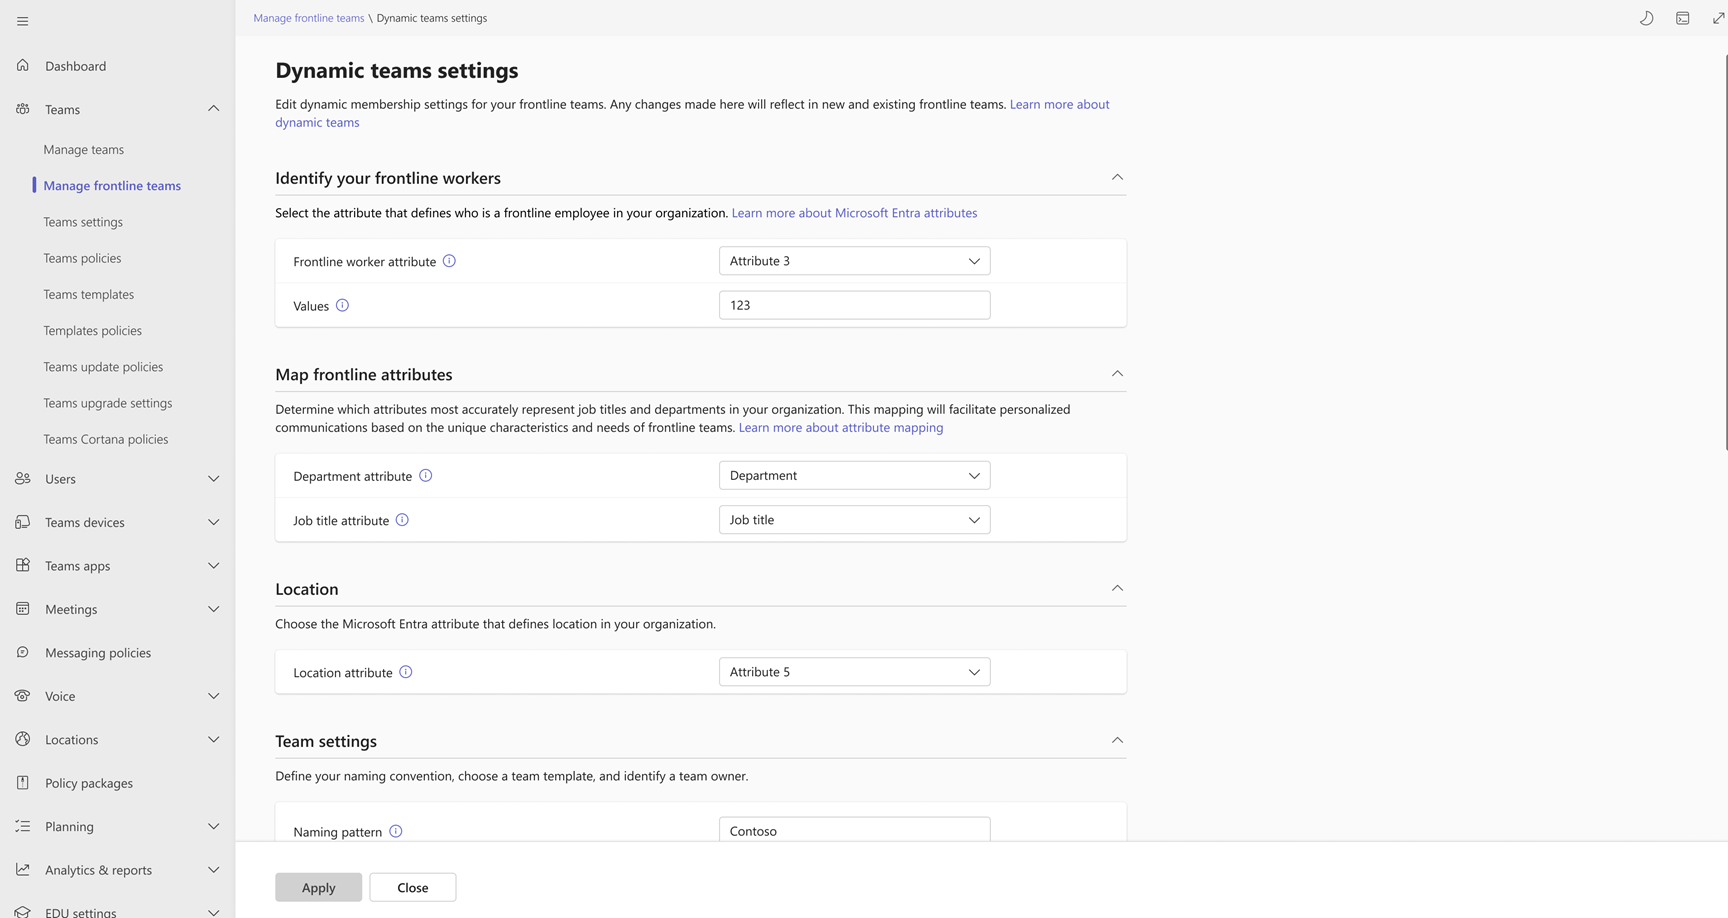 Manage frontline teams \ Dynamic teams settings
Dashboard
Teams
Manage teams
Manage frontline teams
Teams settings
Teams policies
Teams templates
Templates policies
Teams update policies
Teams upgrade settings
Teams Cortana policies
Users
Teams devices
Teams apps
Meetings
Messaging policies
Voice
Locations
Policy packages
Planning
Analytics & reports
EDU settings
Dynamic teams settings
Edit dynamic membership settings for your frontline teams. Any changes made here will reflect in new and existing frontline teams. Learn more about
dynamic teams
Identify your frontline workers
Select the attribute that defines who is a frontline employee in your organization. Learn more about Microsoft Entra attributes
Frontline worker attribute
Attribute 3
Values
123
Map frontline attributes
Determine which attributes most accurately represent job titles and departments in your organization. This mapping will facilitate personalized
communications based on the unique characteristics and needs of frontline teams. Learn more about attribute mapping
Department attribute
Department
Job title attribute
Job title
Location
Choose the Microsoft Entra attribute that defines location in your organization.
Location attribute
Attribute 5
Team settings
Define your naming convention, choose a team template, and identify a team owner.
Naming pattern
Contoso
Apply
Close